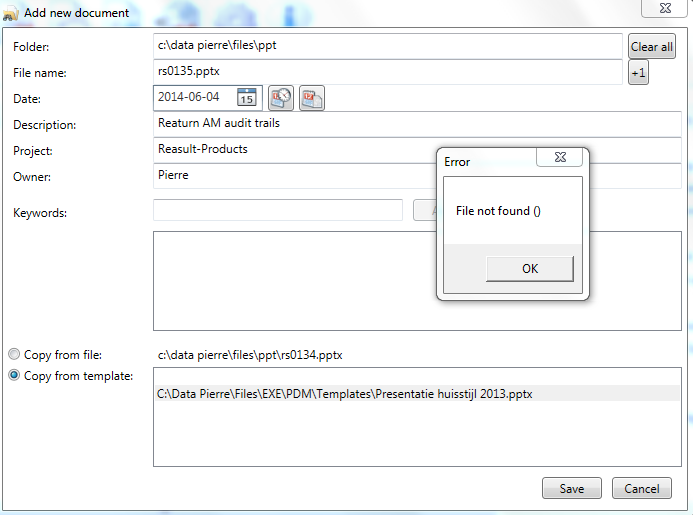 Add new document
Folder: c:\data pierre\files\ppt Clear all
File name: rs0135.pptx +1
Date: 2014-06-04 15
Description: Reaturn AM audit trails
Project: Reasult-Products
Error
Owner: Pierre
Keywords:
File not found ()
OK
Copy from file: c:\data pierre\files\ppt\rs0134.pptx
Copy from template:
C:\Data Pierre\Files\EXE\PDM\Templates\Presentatie huisstijl 2013.pptx
Save Cancel